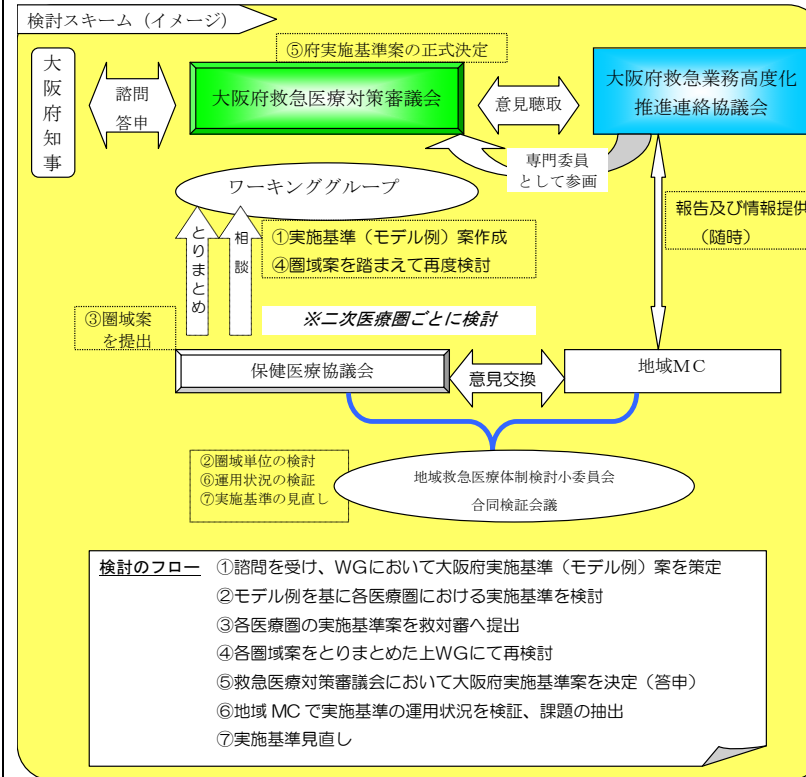 検討スキーム（イメージ）
⑤府実施基準案の正式決定
大阪府知事
諮問
答申
大阪府救急医療対策審議会
意見聴取
大阪府救急業務高度化
推進連絡協議会
専門委員
として参画
ワーキンググループ
とりまとめ
相談
①実施基準（モデル例）案作成
④圏域案を踏まえて再度検討
報告及び情報提供
（随時）
③圏域案
を提出
※二次医療圏ごとに検討
保健医療協議会
意見交換
地域MC
②圏域単位の検討
⑥運用状況の検証
⑦実施基準の見直し
地域救急医療体制検討小委員会
合同検証会議
検討のフロー ①諮問を受け、WGにおいて大阪府実施基準（モデル例）案を策定
②モデル例を基に各医療圏における実施基準を検討
③各医療圏の実施基準案を救対審へ提出
④各圏域案をとりまとめた上WGにて再検討
⑤救急医療対策審議会において大阪府実施基準案を決定（答申）
⑥地域 MC で実施基準の運用状況を検証、課題の抽出
⑦実施基準見直し